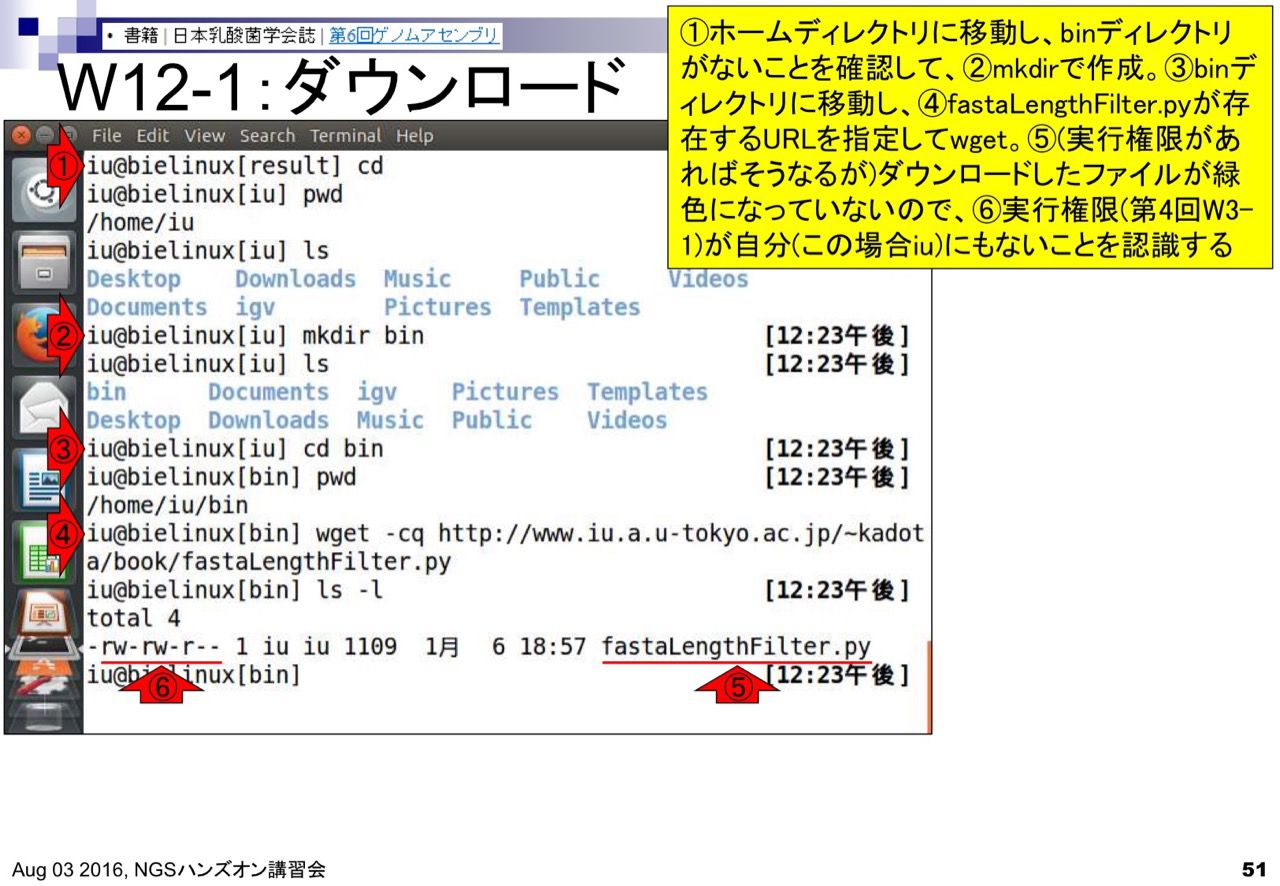 ・ 書籍 | 日本乳酸菌学会誌 | 第6回ゲノムアセンブリ
W12-1：ダウンロード
①ホームディレクトリに移動し、binディレクトリ
がないことを確認して、②mkdirで作成。③binデ
ィレクトリに移動し、④fastaLengthFilter.pyが存
在するURLを指定してwget。⑤(実行権限があ
ればそうなるが)ダウンロードしたファイルが緑
色になっていないので、⑥実行権限(第4回W3-
1)が自分(この場合iu)にもないことを認識する
File Edit View Search Terminal Help
① iu@bielinux[result] cd
iu@bielinux[iu] pwd
/home/iu
iu@bielinux[iu] ls
Desktop Downloads Music Public Videos
Documents igv Pictures Templates
② iu@bielinux[iu] mkdir bin [12:23午後]
iu@bielinux[iu] ls [12:23午後]
bin Documents igv Pictures Templates
Desktop Downloads Music Public Videos
③ iu@bielinux[iu] cd bin [12:23午後]
iu@bielinux[bin] pwd [12:23午後]
/home/iu/bin
④ iu@bielinux[bin] wget -cq http://www.iu.a.u-tokyo.ac.jp/~kadot
a/book/fastaLengthFilter.py
iu@bielinux[bin] ls -l [12:23午後]
total 4
-rw-rw-r-- 1 iu iu 1109 1月 6 18:57 fastaLengthFilter.py
iu@bielinux[bin] [12:23午後]
⑥ ⑤
Aug 03 2016, NGSハンズオン講習会
51